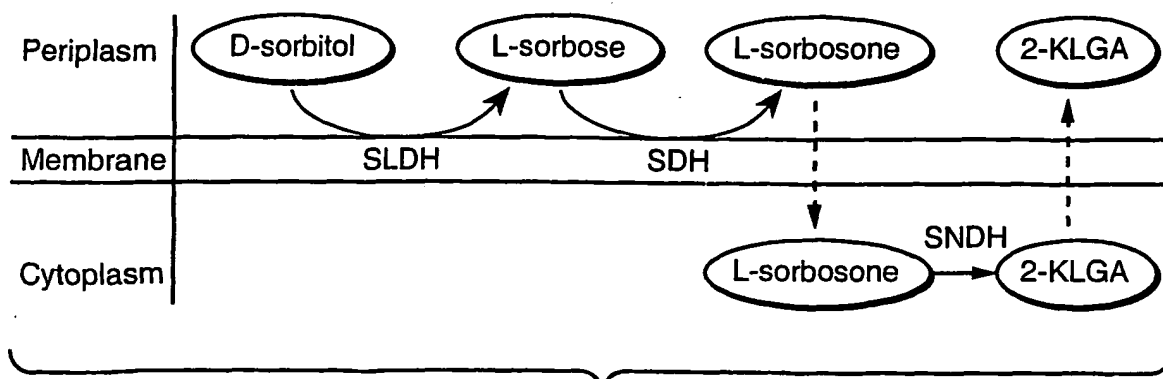 Periplasm D-sorbitol L-sorbose L-sorbosone 2-KLGA
Membrane SLDH SDH
SNDH
Cytoplasm L-sorbosone 2-KLGA